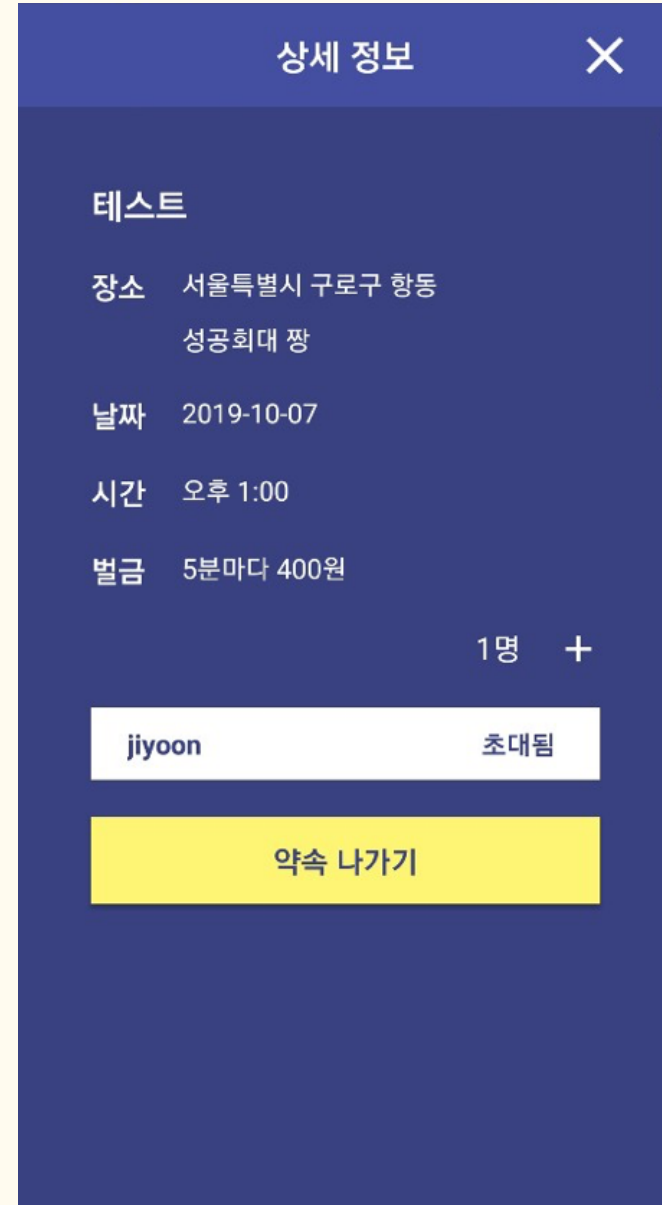 상세 정보
테스트
장소 서울특별시 구로구 항동
성공회대 짱
날짜 2019-10-07
시간 오후 1:00
벌금 5분마다 400원
1명 +
jiyoon 초대됨
약속 나가기